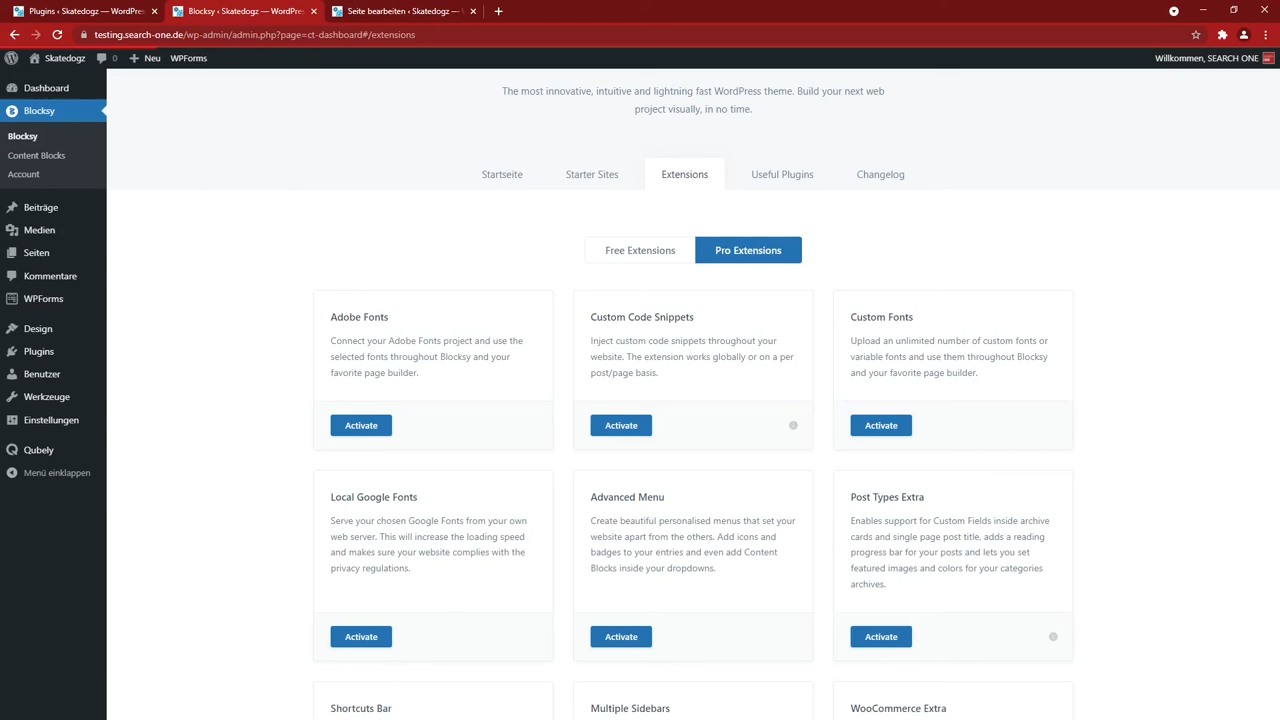 Plugins ‹ Skatedogz — WordPres
Blocksy ‹ Skatedogz — WordPres
Seite bearbeiten ‹ Skatedogz — W
testing.search-one.de/wp-admin/admin.php?page=ct-dashboard#/extensions
Skatedogz
0
Neu
WPForms
Willkommen, SEARCH ONE
Dashboard
Blocksy
Blocksy
Content Blocks
Account
Beiträge
Medien
Seiten
Kommentare
WPForms
Design
Plugins
Benutzer
Werkzeuge
Einstellungen
Qubely
Menü einklappen
The most innovative, intuitive and lightning fast WordPress theme. Build your next web
project visually, in no time.
Startseite
Starter Sites
Extensions
Useful Plugins
Changelog
Free Extensions
Pro Extensions
Adobe Fonts
Connect your Adobe Fonts project and use the
selected fonts throughout Blocksy and your
favorite page builder.
Activate
Custom Code Snippets
Inject custom code snippets throughout your
website. The extension works globally or on a per
post/page basis.
Activate
Custom Fonts
Upload an unlimited number of custom fonts or
variable fonts and use them throughout Blocksy
and your favorite page builder.
Activate
Local Google Fonts
Serve your chosen Google Fonts from your own
web server. This will increase the loading speed
and makes sure your website complies with the
privacy regulations.
Activate
Advanced Menu
Create beautiful personalised menus that set your
website apart from the others. Add icons and
badges to your entries and even add Content
Blocks inside your dropdowns.
Activate
Post Types Extra
Enables support for Custom Fields inside archive
cards and single page post title, adds a reading
progress bar for your posts and lets you set
featured images and colors for your categories
archives.
Activate
Shortcuts Bar
Multiple Sidebars
WooCommerce Extra